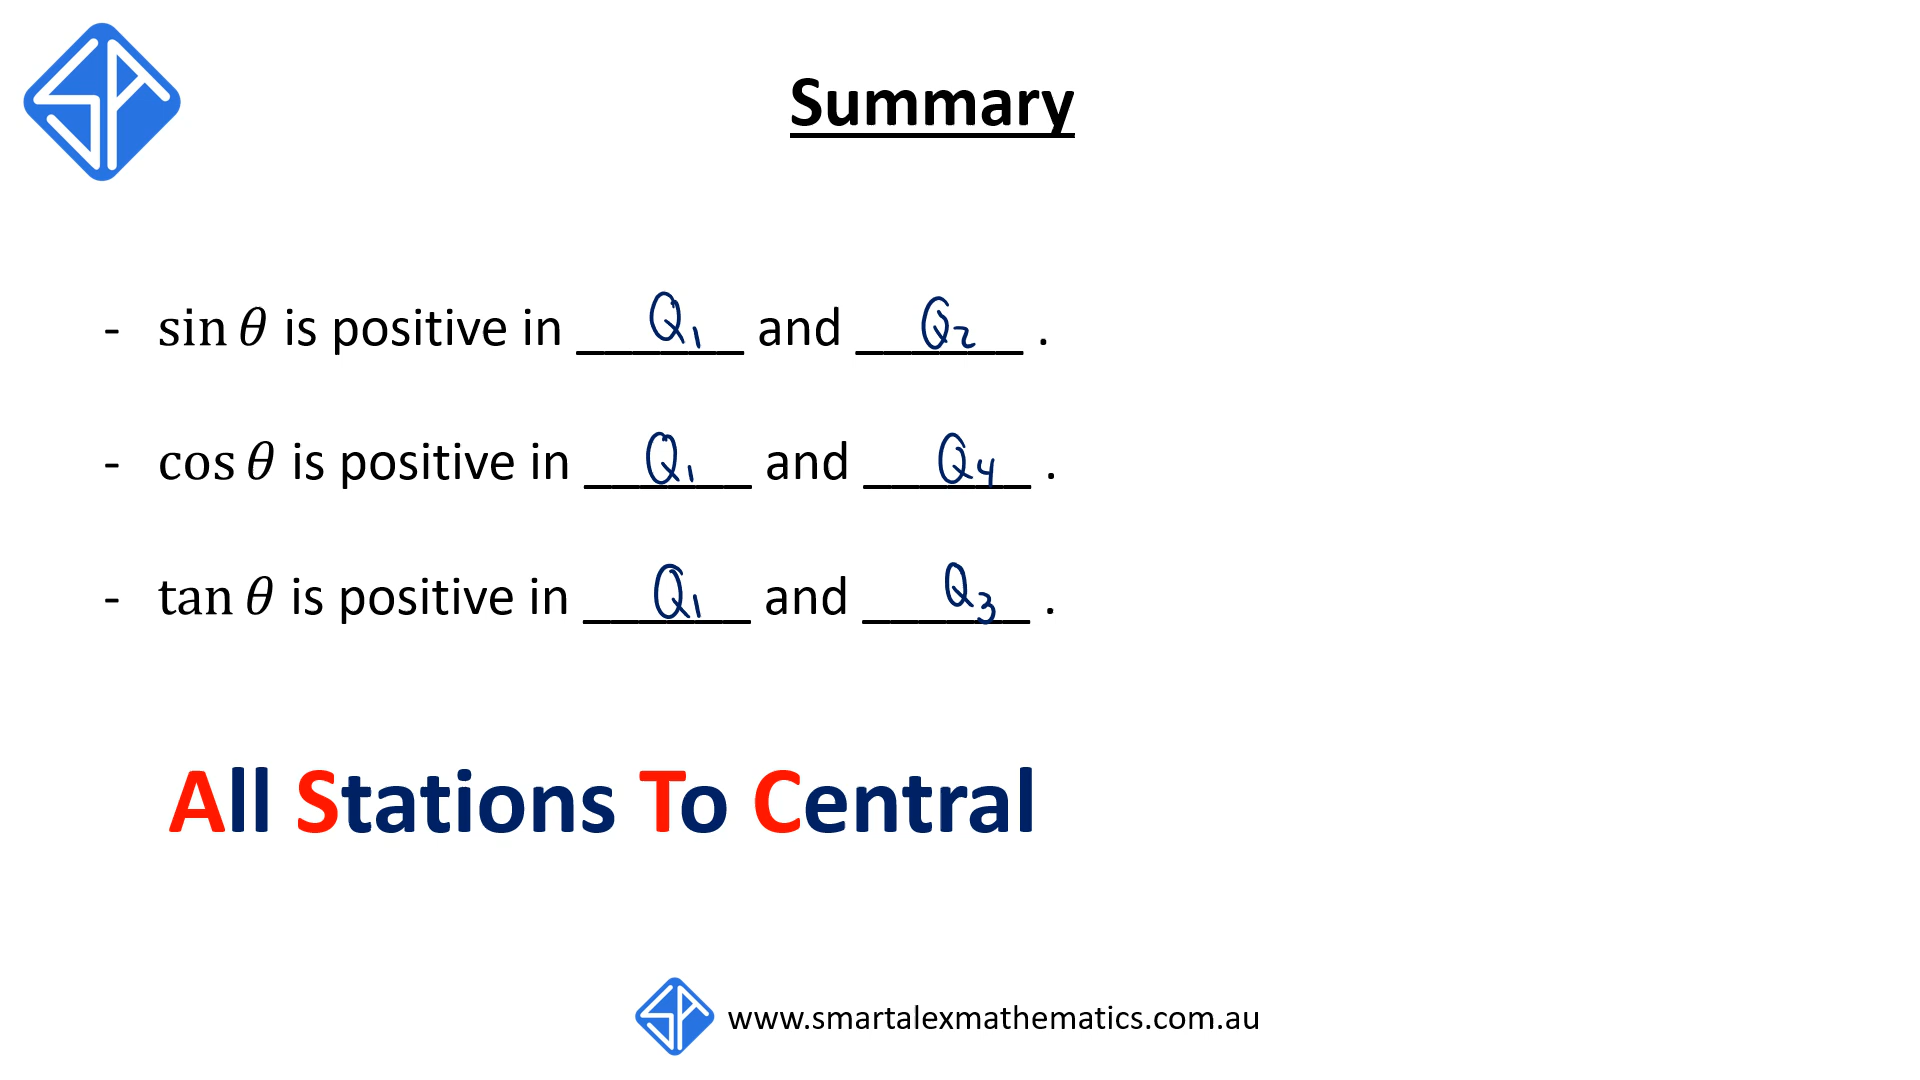 Summary
- sin θ is positive in Q1 and Q2 .
- cos θ is positive in Q1 and Q4 .
- tan θ is positive in Q1 and Q3 .
All Stations To Central
www.smartalexmathematics.com.au